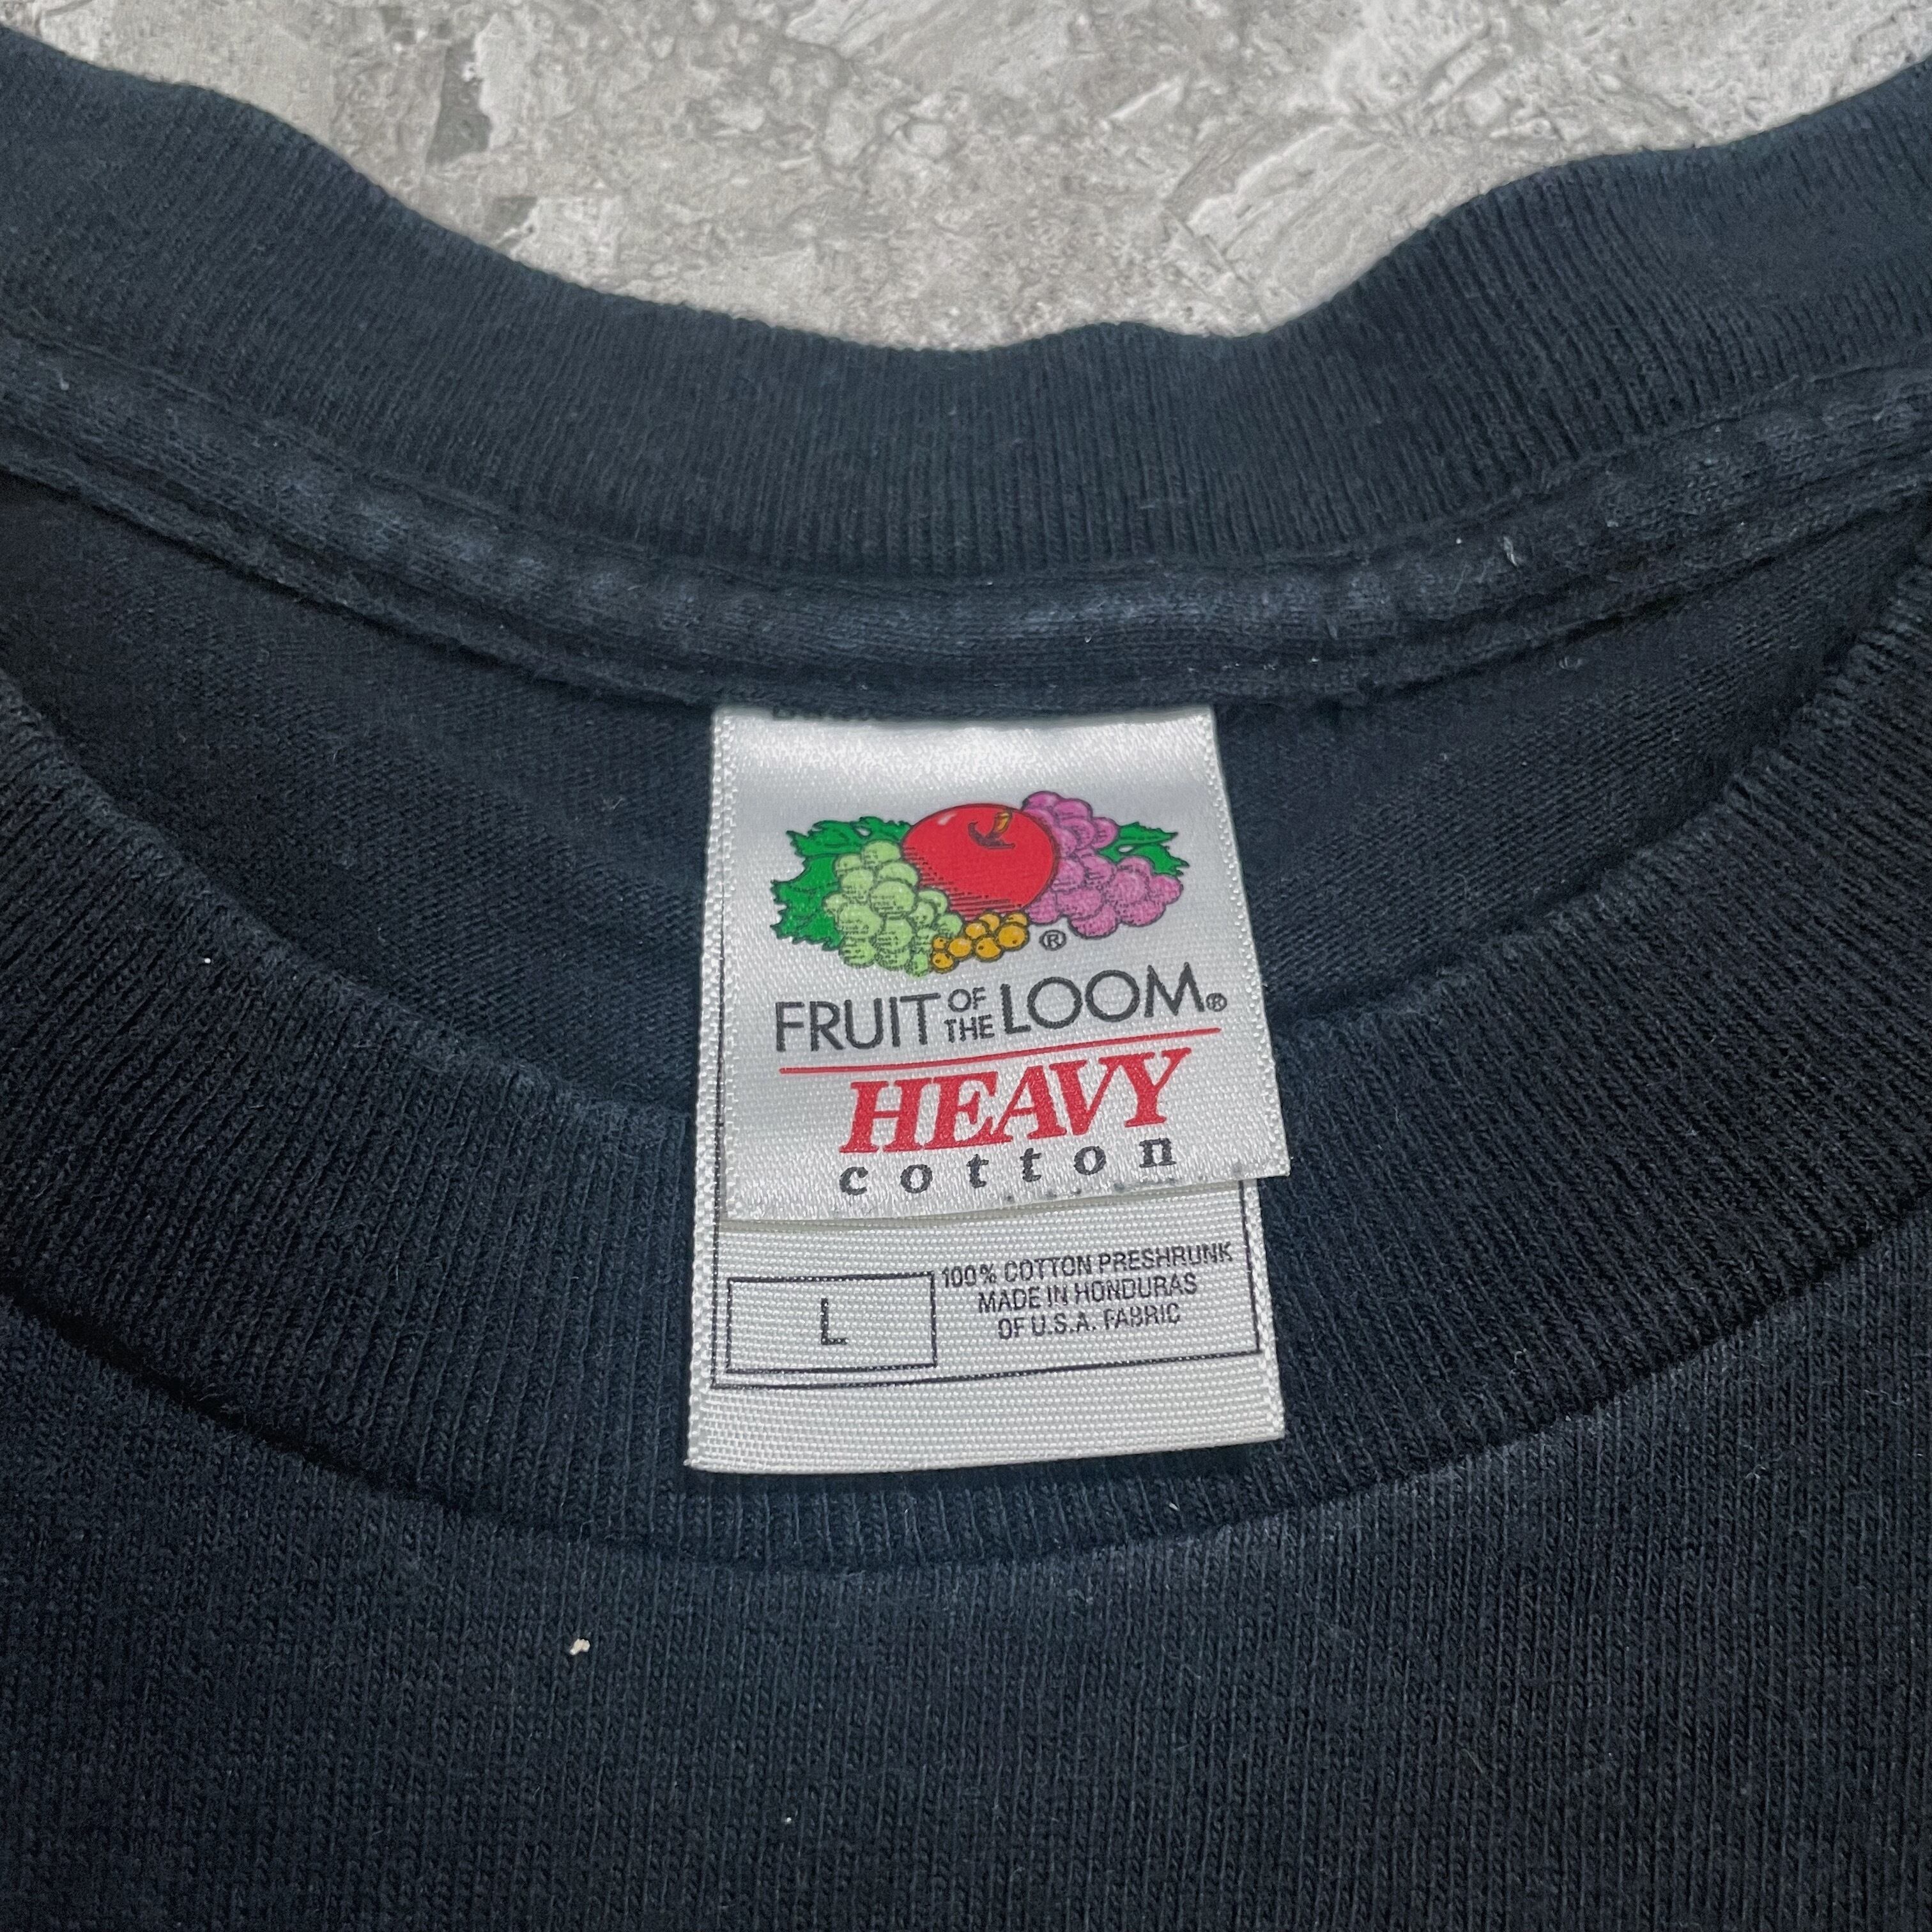 ®
FRUIT OF THE LOOM®
HEAVY
cotton
L
100% COTTON PRESHRUNK
MADE IN HONDURAS
OF U.S.A. FABRIC